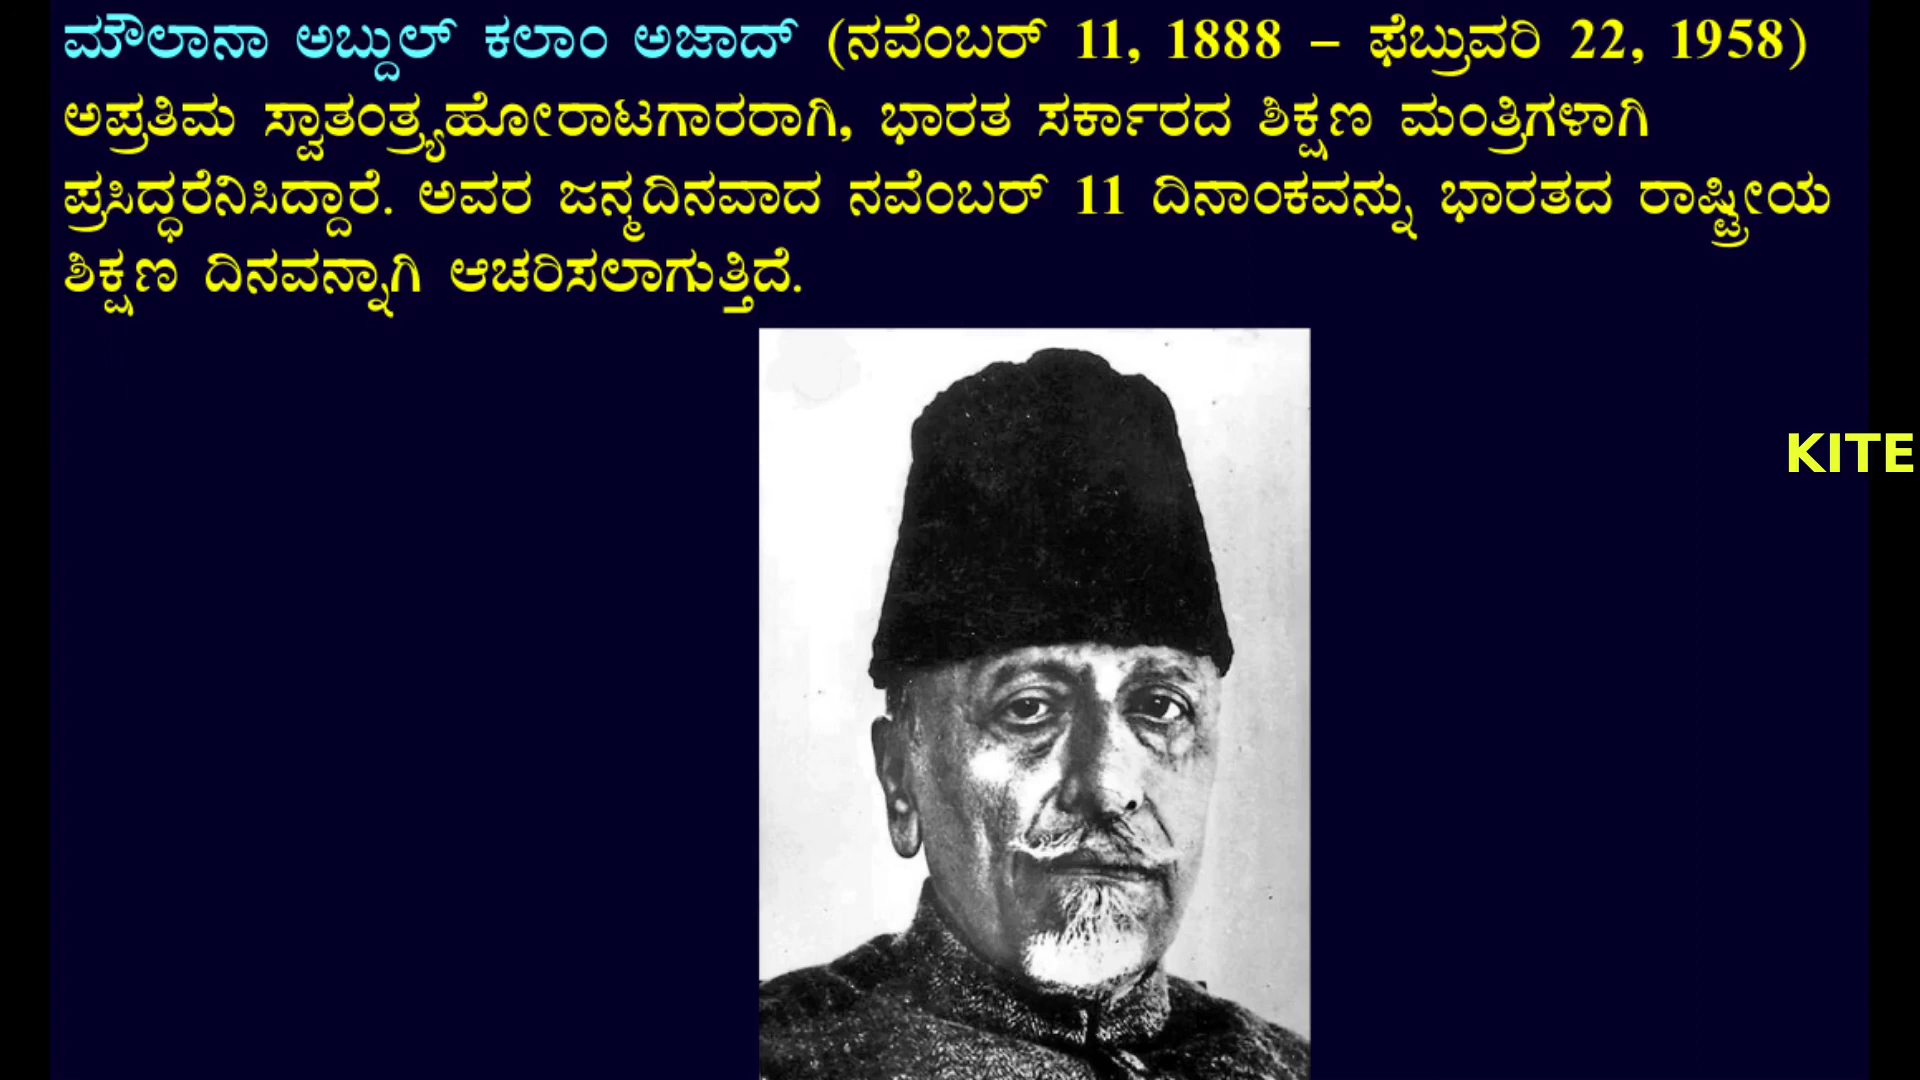 ಮೌಲಾನಾ ಅಬ್ದುಲ್ ಕಲಾಂ ಅಜಾದ್ (ನವೆಂಬರ್ 11, 1888 – ಫೆಬ್ರುವರಿ 22, 1958)
ಅಪ್ರತಿಮ ಸ್ವಾತಂತ್ರ್ಯಹೋರಾಟಗಾರರಾಗಿ, ಭಾರತ ಸರ್ಕಾರದ ಶಿಕ್ಷಣ ಮಂತ್ರಿಗಳಾಗಿ
ಪ್ರಸಿದ್ಧರೆನಿಸಿದ್ದಾರೆ. ಅವರ ಜನ್ಮದಿನವಾದ ನವೆಂಬರ್ 11 ದಿನಾಂಕವನ್ನು ಭಾರತದ ರಾಷ್ಟ್ರೀಯ
ಶಿಕ್ಷಣ ದಿನವನ್ನಾಗಿ ಆಚರಿಸಲಾಗುತ್ತಿದೆ.
KITE